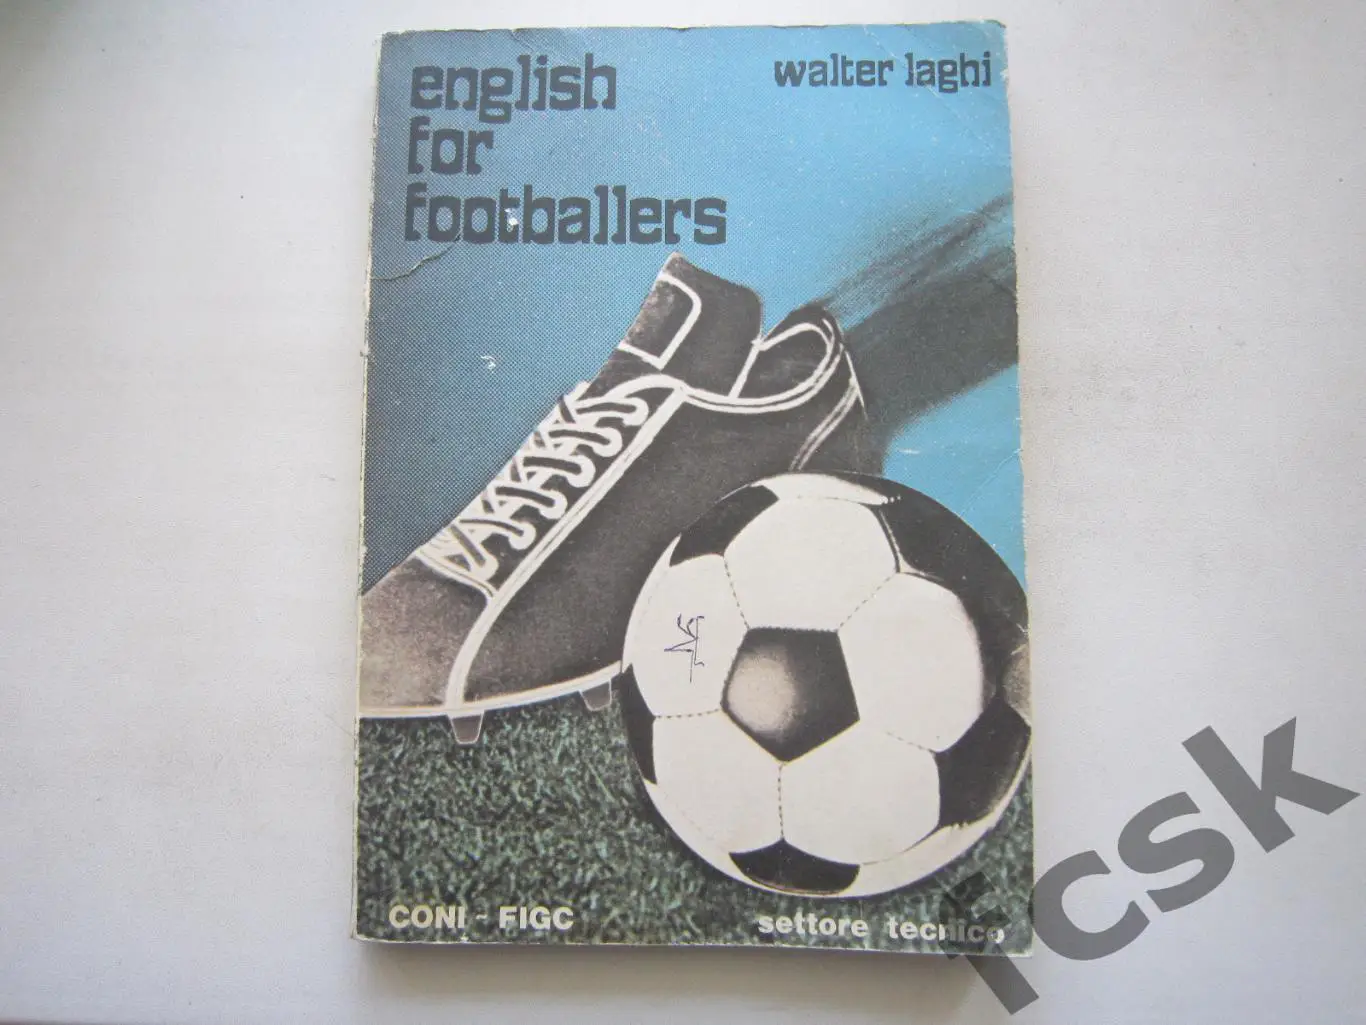 english
for
footballers
walter laghi
CONI - FIGC
settore tecnico
fcsk